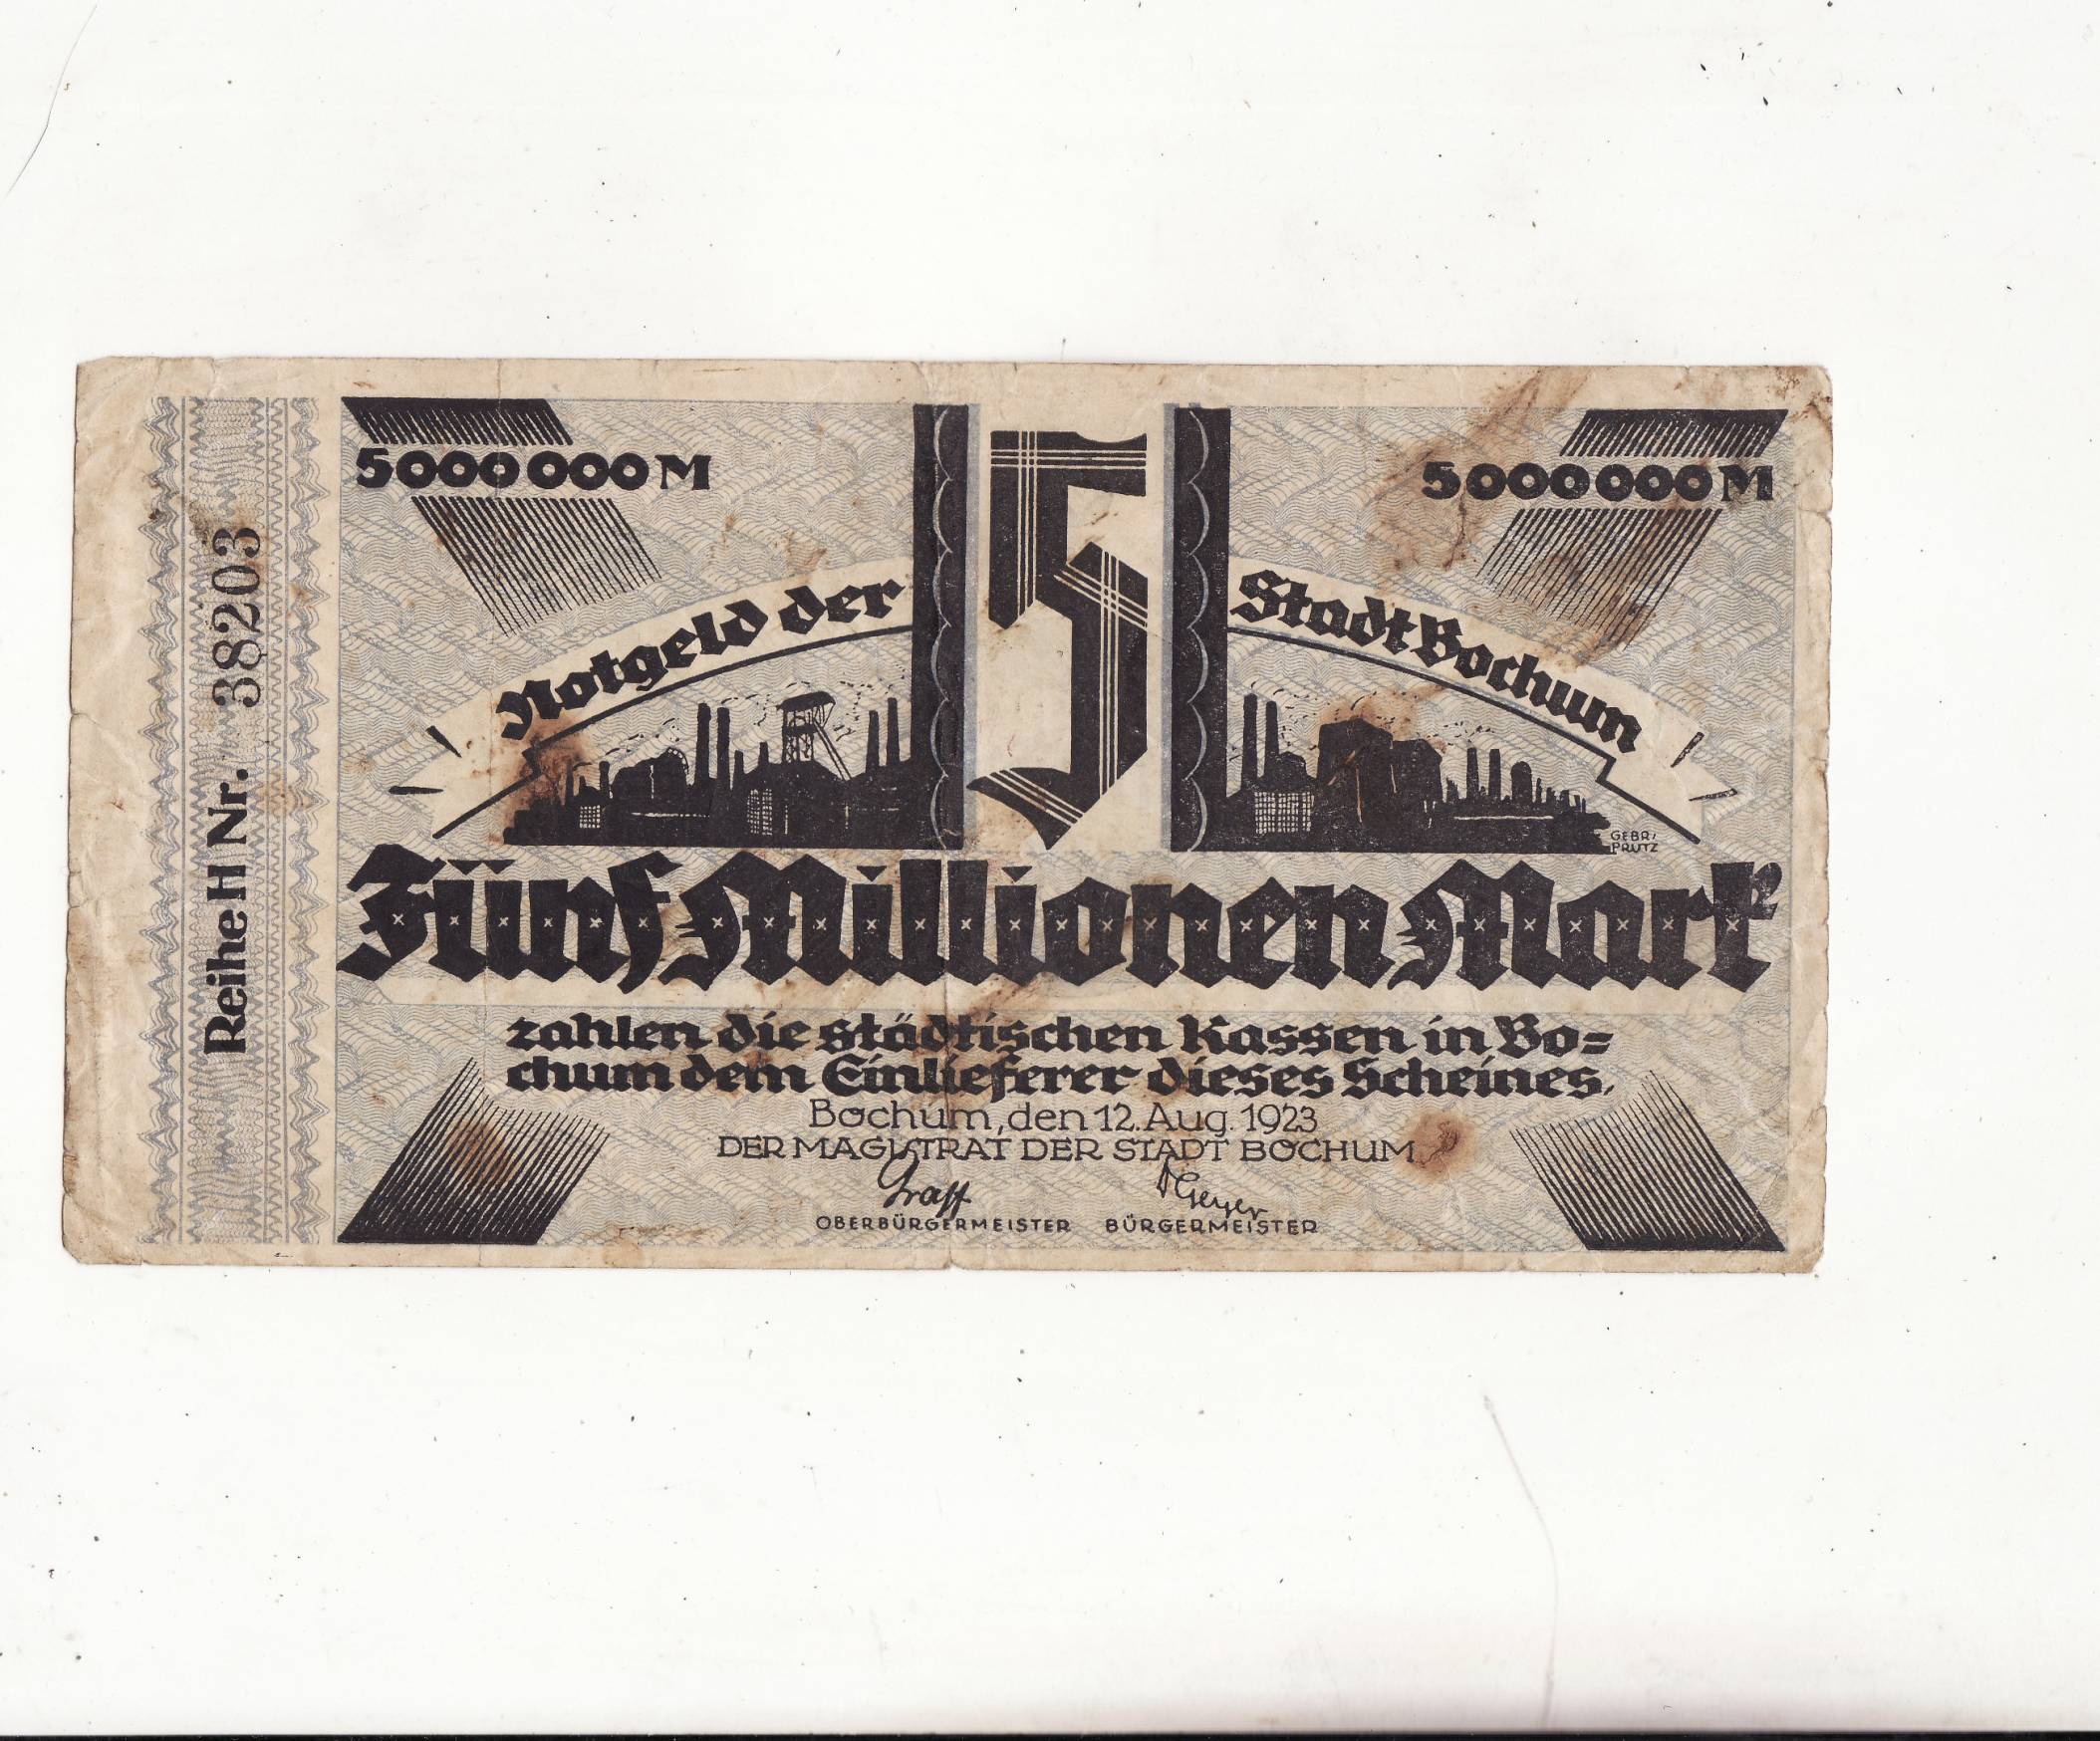 Reihe H Nr. 38203
5000000 M
5000000 M
5
Notgeld der Stadt Bochum
GEBR.
PRUTZ
Fünf Millionen Mark
zahlen die städtischen Kassen in Bo=
chum dem Einlieferer dieses Scheines.
Bochum, den 12. Aug. 1923
DER MAGISTRAT DER STADT BOCHUM
Graff Geyer
OBERBÜRGERMEISTER BÜRGERMEISTER